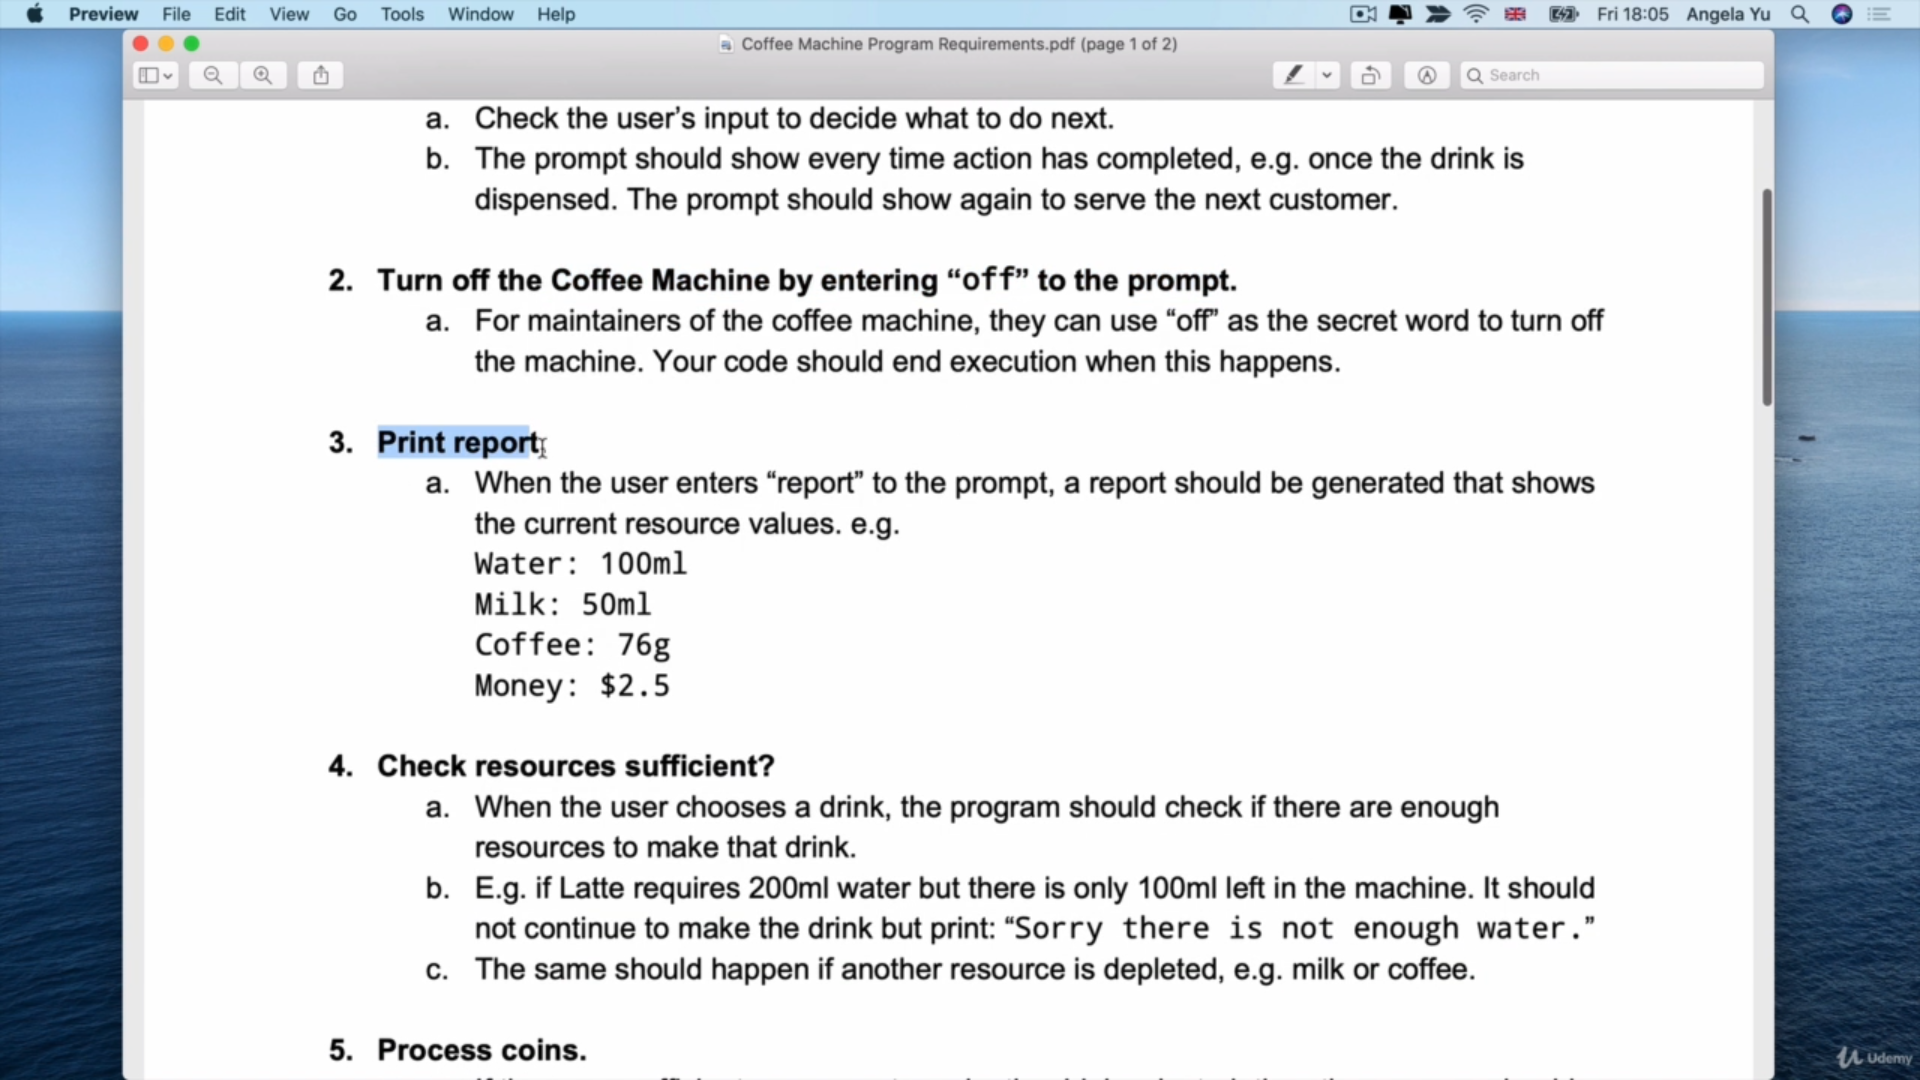 Preview File Edit View Go Tools Window Help Fri 18:05 Angela Yu
Coffee Machine Program Requirements.pdf (page 1 of 2)
Search
a. Check the user’s input to decide what to do next.
b. The prompt should show every time action has completed, e.g. once the drink is
dispensed. The prompt should show again to serve the next customer.
2. Turn off the Coffee Machine by entering “off” to the prompt.
a. For maintainers of the coffee machine, they can use “off” as the secret word to turn off
the machine. Your code should end execution when this happens.
3. Print report
a. When the user enters “report” to the prompt, a report should be generated that shows
the current resource values. e.g.
Water: 100ml
Milk: 50ml
Coffee: 76g
Money: $2.5
4. Check resources sufficient?
a. When the user chooses a drink, the program should check if there are enough
resources to make that drink.
b. E.g. if Latte requires 200ml water but there is only 100ml left in the machine. It should
not continue to make the drink but print: “Sorry there is not enough water.”
c. The same should happen if another resource is depleted, e.g. milk or coffee.
5. Process coins.
Udemy